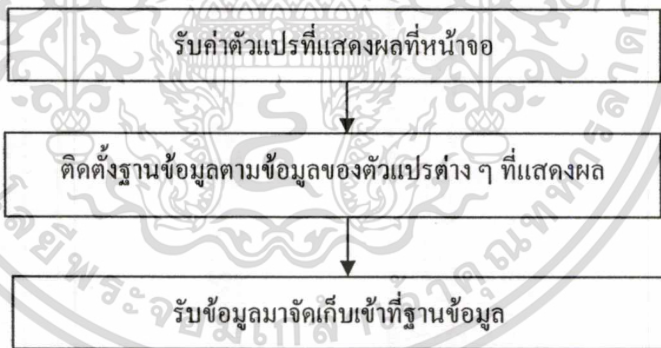 รับค่าตัวแปรที่แสดงผลที่หน้าจอ
ติดตั้งฐานข้อมูลตามข้อมูลของตัวแปรต่าง ๆ ที่แสดงผล
รับข้อมูลมาจัดเก็บเข้าที่ฐานข้อมูล